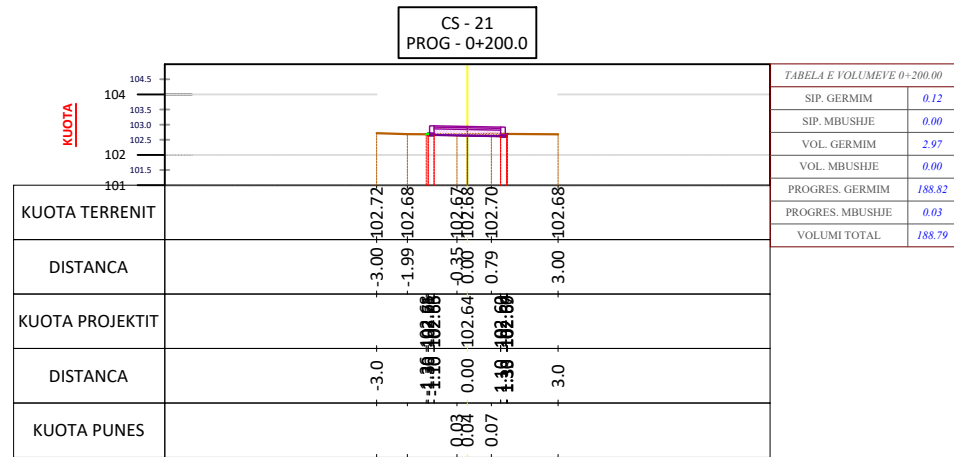 CS - 21
PROG - 0+200.0
KUOTA
104.5
104
103.5
103.0
102.5
102
101.5
101
TABELA E VOLUMEVE 0+200.00
SIP. GERMIM 0.12
SIP. MBUSHJE 0.00
VOL. GERMIM 2.97
VOL. MBUSHJE 0.00
PROGRES. GERMIM 188.82
PROGRES. MBUSHJE 0.03
VOLUMI TOTAL 188.79
KUOTA TERRENIT 102.72 102.68 102.67 102.68 102.70 102.68
DISTANCA -3.00 -1.99 -0.35 0.00 0.79 3.00
KUOTA PROJEKTIT 102.64
DISTANCA -3.0 -1.10 0.00 3.0
KUOTA PUNES 0.03 0.04 0.07